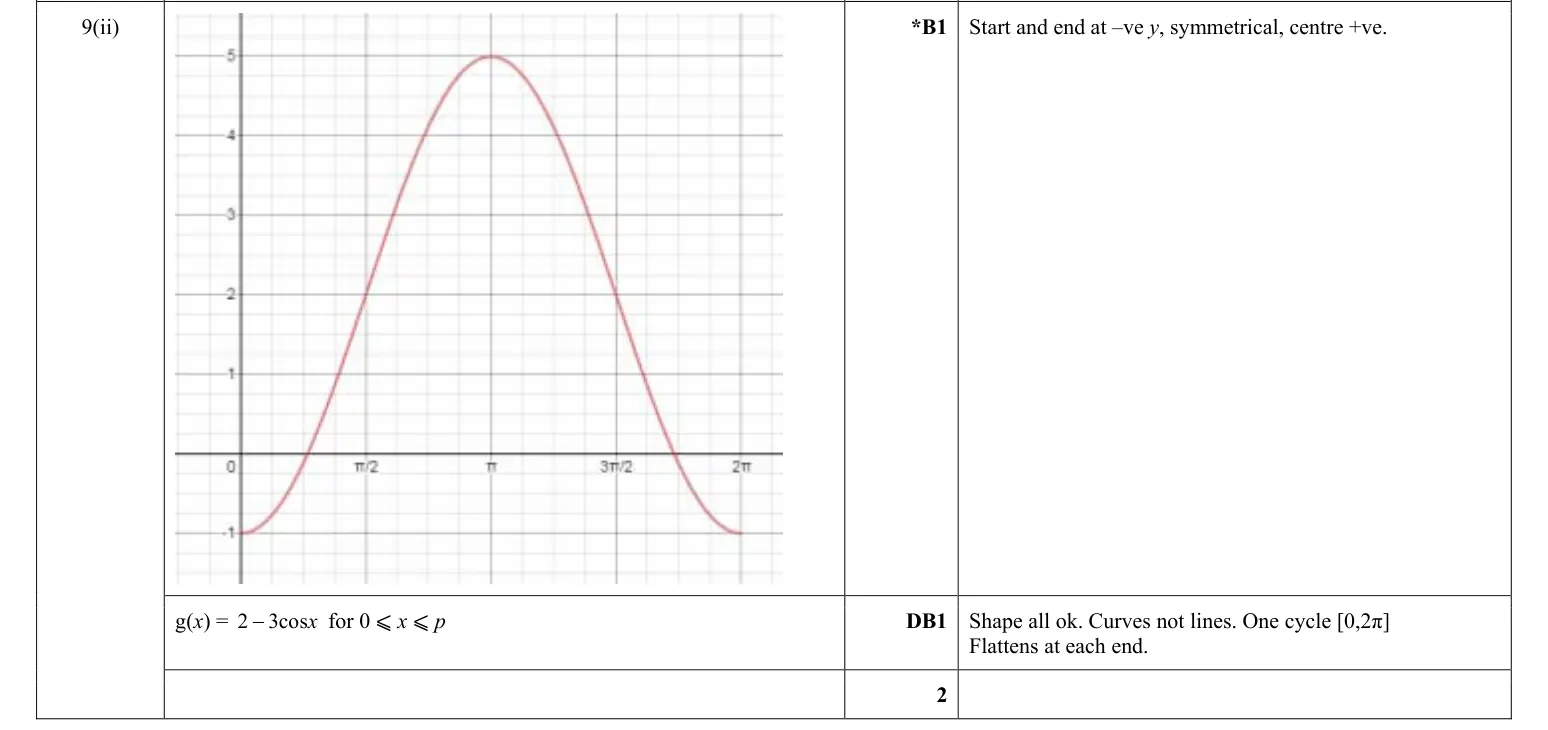 9(ii)
*B1
Start and end at –ve y, symmetrical, centre +ve.
5
4
3
2
1
0
π/2
π
3π/2
2π
-1
g(x) = 2 – 3cosx for 0 ⩽ x ⩽ p
DB1
Shape all ok. Curves not lines. One cycle [0,2π]
Flattens at each end.
2